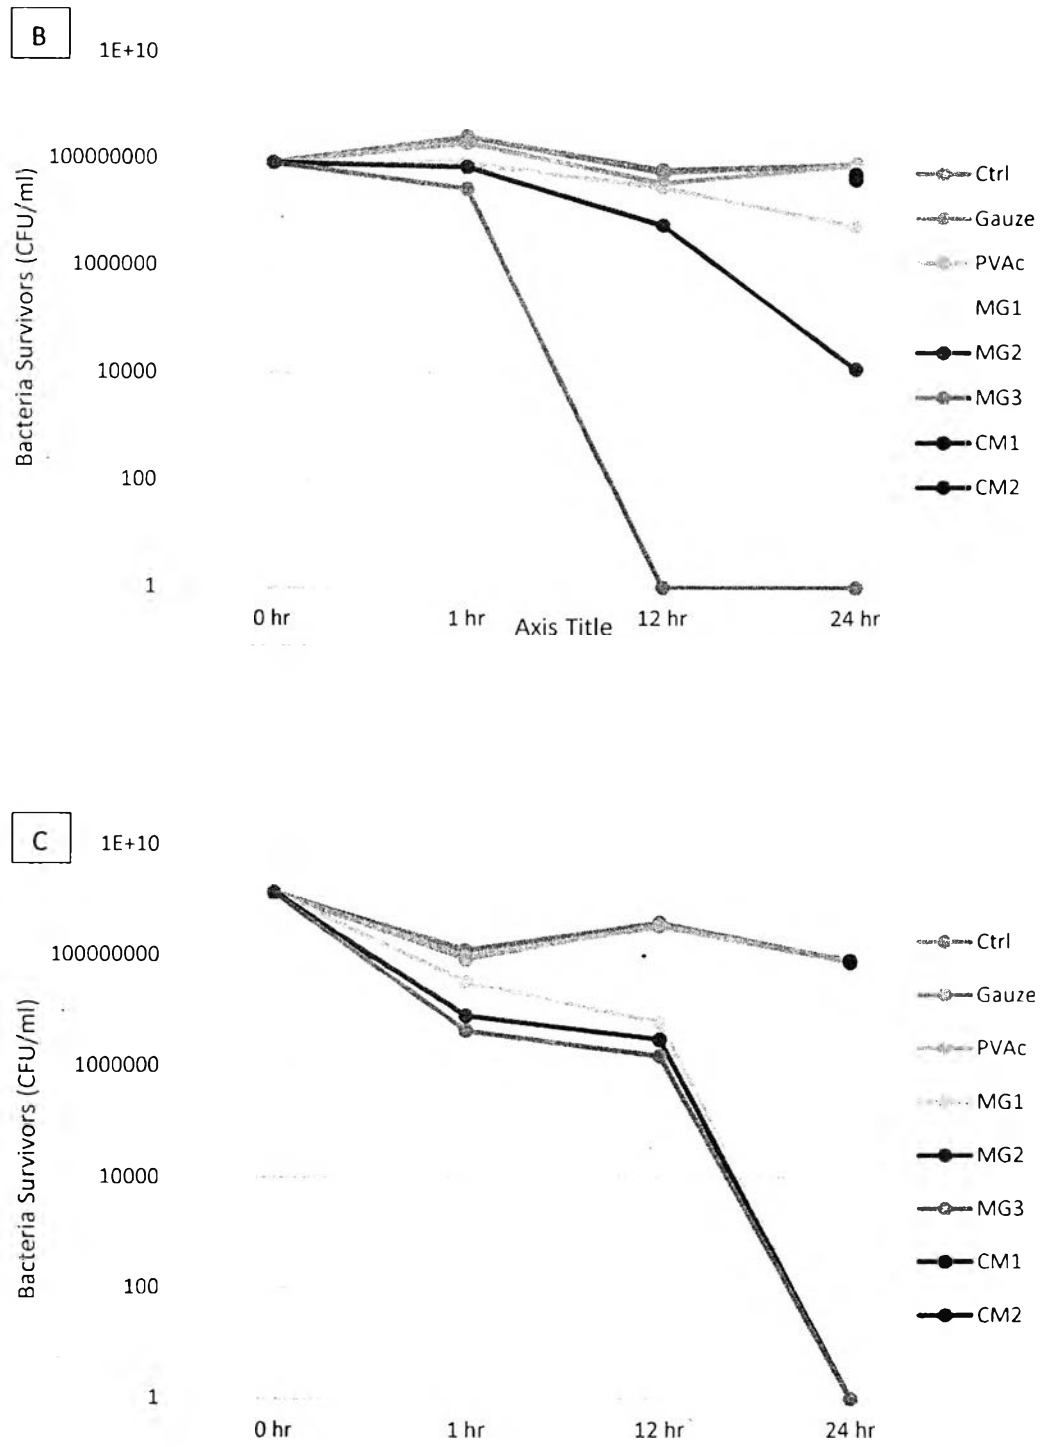 B
1E+10
100000000
1000000
10000
100
1
Bacteria Survivors (CFU/ml)
0 hr
1 hr
12 hr
24 hr
Axis Title
Ctrl
Gauze
PVAc
MG1
MG2
MG3
CM1
CM2
C
1E+10
100000000
1000000
10000
100
1
Bacteria Survivors (CFU/ml)
0 hr
1 hr
12 hr
24 hr
Ctrl
Gauze
PVAc
MG1
MG2
MG3
CM1
CM2